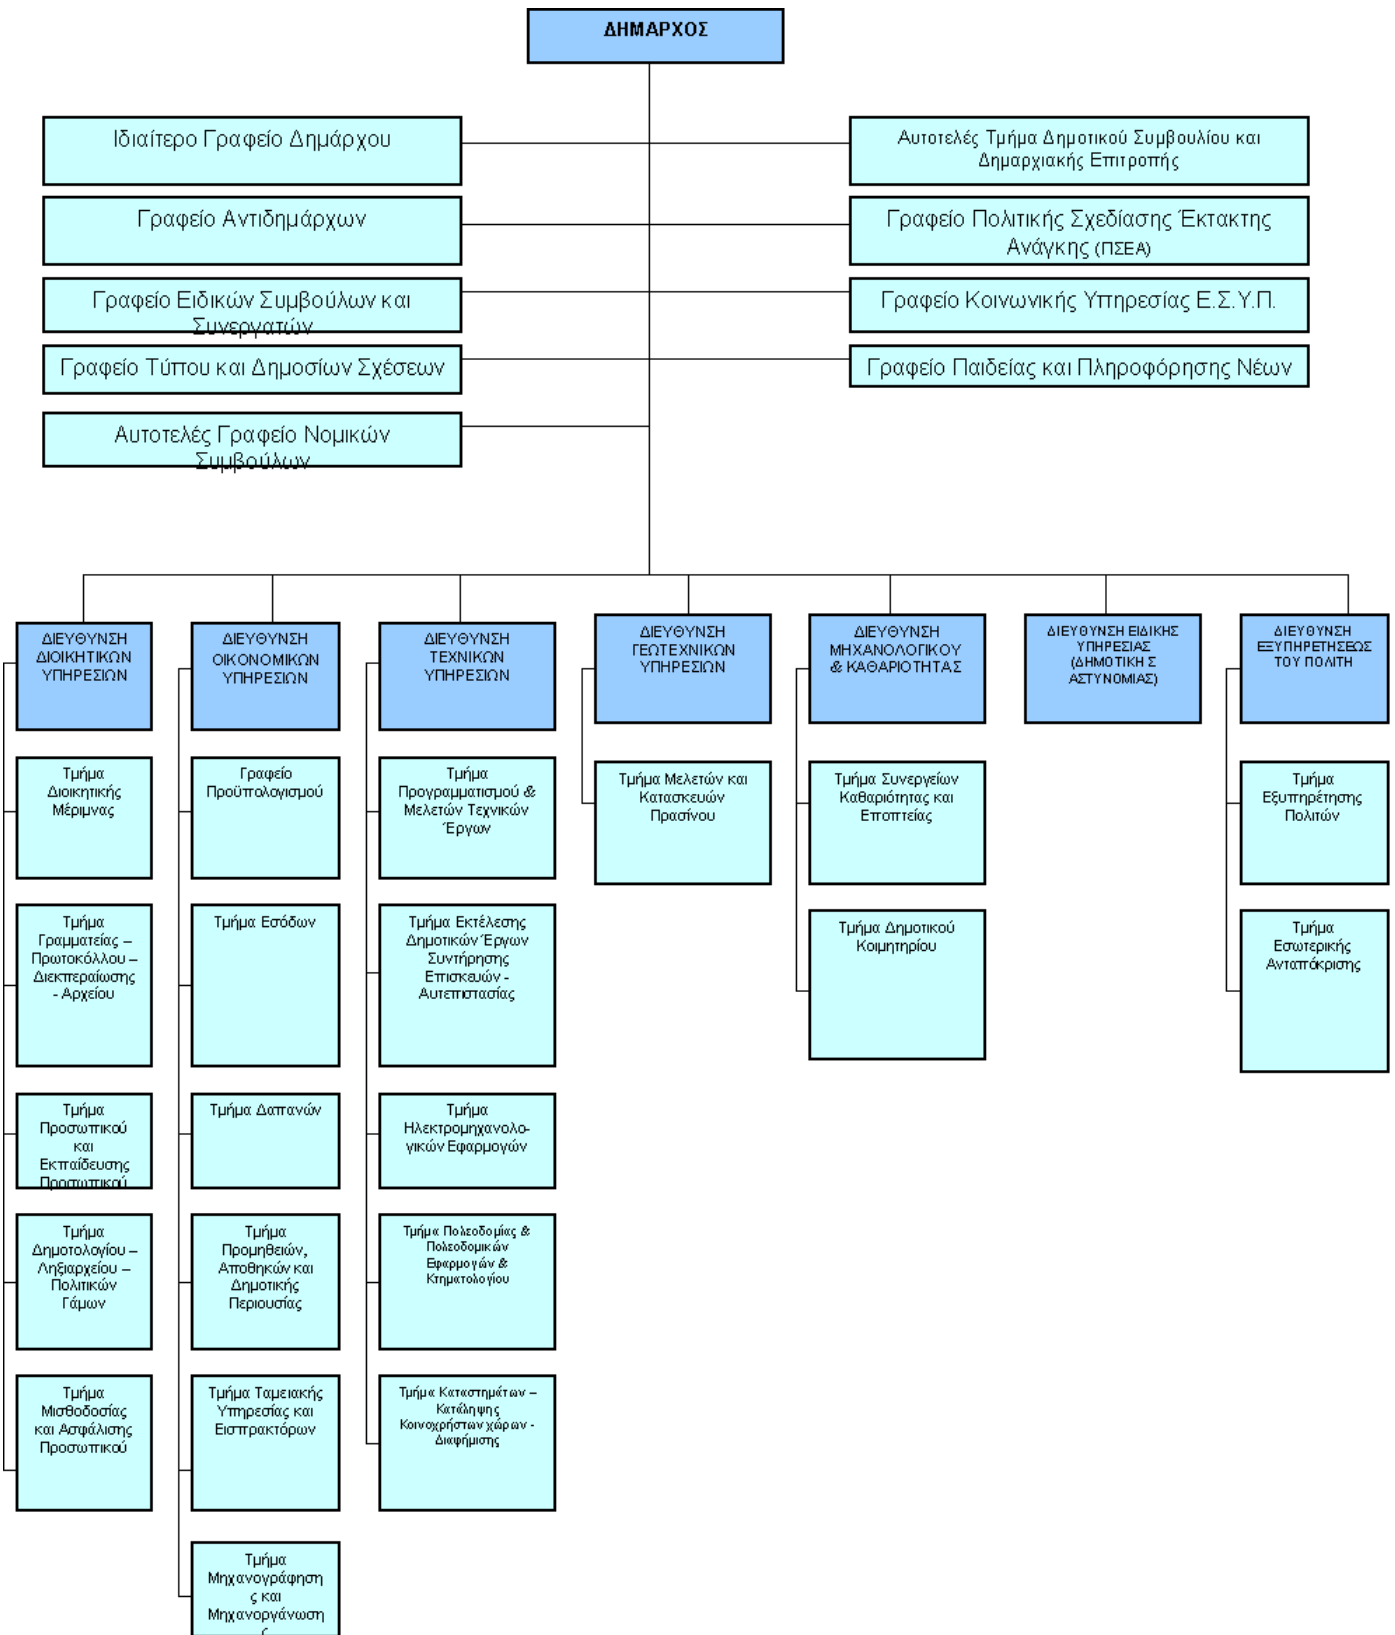 ΔΗΜΑΡΧΟΣ
Ιδιαίτερο Γραφείο Δημάρχου
Αυτοτελές Τμήμα Δημοτικού Συμβουλίου και
Δημαρχιακής Επιτροπής
Γραφείο Αντιδημάρχων
Γραφείο Πολιτικής Σχεδίασης Έκτακτης
Ανάγκης (ΠΣΕΑ)
Γραφείο Ειδικών Συμβούλων και
Συνεργατών
Γραφείο Κοινωνικής Υπηρεσίας Ε.Σ.Υ.Π.
Γραφείο Τύπου και Δημοσίων Σχέσεων
Γραφείο Παιδείας και Πληροφόρησης Νέων
Αυτοτελές Γραφείο Νομικών
Συμβούλων
ΔΙΕΥΘΥΝΣΗ
ΔΙΟΙΚΗΤΙΚΩΝ
ΥΠΗΡΕΣΙΩΝ
ΔΙΕΥΘΥΝΣΗ
ΟΙΚΟΝΟΜΙΚΩΝ
ΥΠΗΡΕΣΙΩΝ
ΔΙΕΥΘΥΝΣΗ
ΤΕΧΝΙΚΩΝ
ΥΠΗΡΕΣΙΩΝ
ΔΙΕΥΘΥΝΣΗ
ΓΕΩΤΕΧΝΙΚΩΝ
ΥΠΗΡΕΣΙΩΝ
ΔΙΕΥΘΥΝΣΗ
ΜΗΧΑΝΟΛΟΓΙΚΟΥ
& ΚΑΘΑΡΙΟΤΗΤΑΣ
ΔΙΕΥΘΥΝΣΗ ΕΙΔΙΚΗΣ
ΥΠΗΡΕΣΙΑΣ
(ΔΗΜΟΤΙΚΗ Σ
ΑΣΤΥΝΟΜΙΑΣ)
ΔΙΕΥΘΥΝΣΗ
ΕΞΥΠΗΡΕΤΗΣΕΩΣ
ΤΟΥ ΠΟΛΙΤΗ
Τμήμα
Διοικητικής
Μέριμνας
Γραφείο
Προϋπολογισμού
Τμήμα
Προγραμματισμού &
Μελετών Τεχνικών
Έργων
Τμήμα Μελετών και
Κατασκευών
Πρασίνου
Τμήμα Συνεργείων
Καθαριότητας και
Εποπτείας
Τμήμα
Εξυπηρέτησης
Πολιτών
Τμήμα
Γραμματείας –
Πρωτοκόλλου –
Διεκπεραίωσης
- Αρχείου
Τμήμα Εσόδων
Τμήμα Εκτέλεσης
Δημοτικών Έργων
Συντήρησης
Επισκευών -
Αυτεπιστασίας
Τμήμα Δημοτικού
Κοιμητηρίου
Τμήμα
Εσωτερικής
Ανταπόκρισης
Τμήμα
Προσωπικού
και
Εκπαίδευσης
Προσωπικού
Τμήμα Δαπανών
Τμήμα
Ηλεκτρομηχανολο-
γικών Εφαρμογών
Τμήμα
Δημοτολογίου –
Ληξιαρχείου –
Πολιτικών
Γάμων
Τμήμα
Προμηθειών,
Αποθηκών και
Δημοτικής
Περιουσίας
Τμήμα Πολεοδομίας &
Πολεοδομικών
Εφαρμογών &
Κτηματολογίου
Τμήμα
Μισθοδοσίας
και Ασφάλισης
Προσωπικού
Τμήμα Ταμειακής
Υπηρεσίας και
Εισπρακτόρων
Τμήμα Καταστημάτων –
Κατάληψης
Κοινοχρήστων χώρων -
Διαφήμισης
Τμήμα
Μηχανογράφηση
ς και
Μηχανοργάνωση
ς